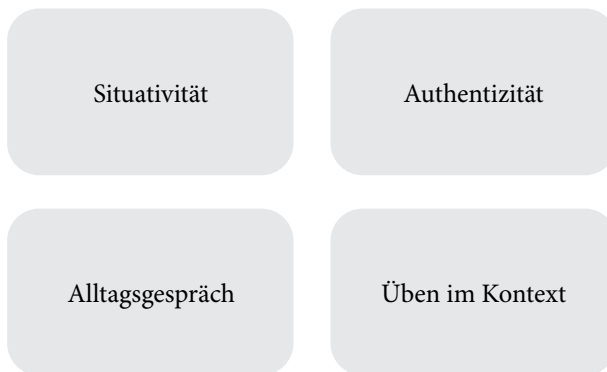 Situativität
Authentizität
Alltagsgespräch
Üben im Kontext